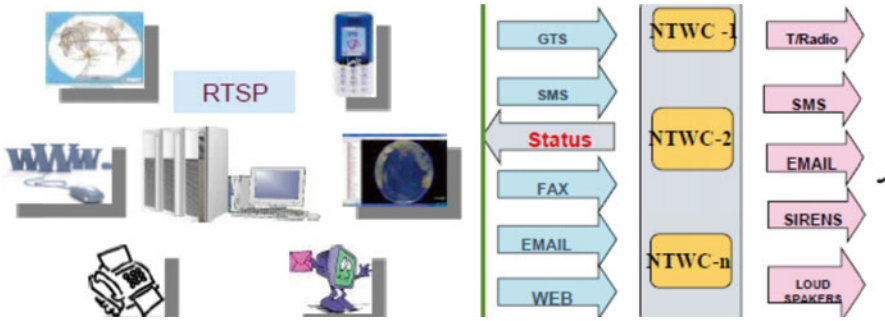 RTSP
www.
GTS
SMS
Status
FAX
EMAIL
WEB
NTWC -1
NTWC-2
NTWC-n
T/Radio
SMS
EMAIL
SIRENS
LOUD
SPAKERS